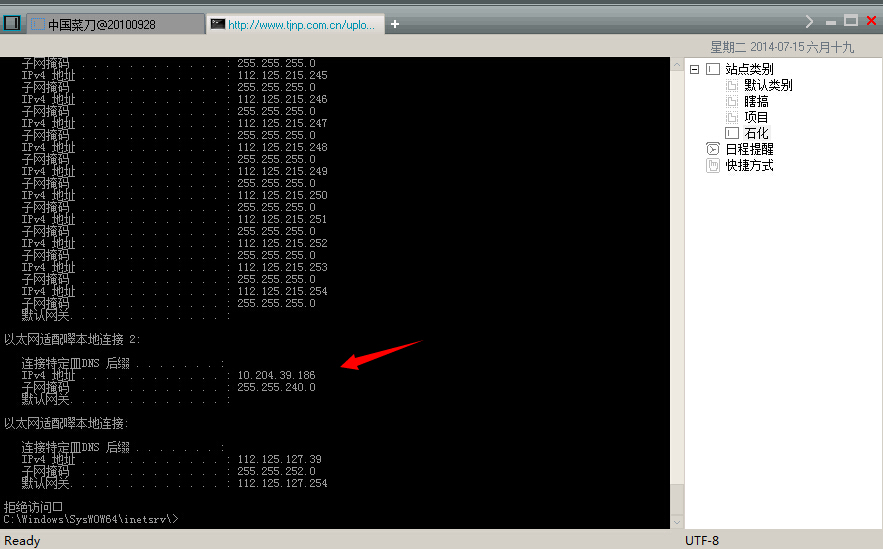 中国菜刀@20100928
http://www.tjnp.com.cn/uplo...
星期二 2014-07-15 六月十九
子网掩码 . . . . . . . . . . . . : 255.255.255.0
IPv4 地址 . . . . . . . . . . . . : 112.125.215.245
子网掩码 . . . . . . . . . . . . : 255.255.255.0
IPv4 地址 . . . . . . . . . . . . : 112.125.215.246
子网掩码 . . . . . . . . . . . . : 255.255.255.0
IPv4 地址 . . . . . . . . . . . . : 112.125.215.247
子网掩码 . . . . . . . . . . . . : 255.255.255.0
IPv4 地址 . . . . . . . . . . . . : 112.125.215.248
子网掩码 . . . . . . . . . . . . : 255.255.255.0
IPv4 地址 . . . . . . . . . . . . : 112.125.215.249
子网掩码 . . . . . . . . . . . . : 255.255.255.0
IPv4 地址 . . . . . . . . . . . . : 112.125.215.250
子网掩码 . . . . . . . . . . . . : 255.255.255.0
IPv4 地址 . . . . . . . . . . . . : 112.125.215.251
子网掩码 . . . . . . . . . . . . : 255.255.255.0
IPv4 地址 . . . . . . . . . . . . : 112.125.215.252
子网掩码 . . . . . . . . . . . . : 255.255.255.0
IPv4 地址 . . . . . . . . . . . . : 112.125.215.253
子网掩码 . . . . . . . . . . . . : 255.255.255.0
IPv4 地址 . . . . . . . . . . . . : 112.125.215.254
子网掩码 . . . . . . . . . . . . : 255.255.255.0
默认网关. . . . . . . . . . . . . :
以太网适配噿本地连接 2:
连接特定皿DNS 后缀 . . . . . . . :
IPv4 地址 . . . . . . . . . . . . : 10.204.39.186
子网掩码 . . . . . . . . . . . . : 255.255.240.0
默认网关. . . . . . . . . . . . . :
以太网适配噿本地连接:
连接特定皿DNS 后缀 . . . . . . . :
IPv4 地址 . . . . . . . . . . . . : 112.125.127.39
子网掩码 . . . . . . . . . . . . : 255.255.252.0
默认网关. . . . . . . . . . . . . : 112.125.127.254
拒绝访问口
C:\Windows\SysWOW64\inetsrv\>
站点类别
默认类别
瞎搞
项目
石化
日程提醒
快捷方式
Ready
UTF-8